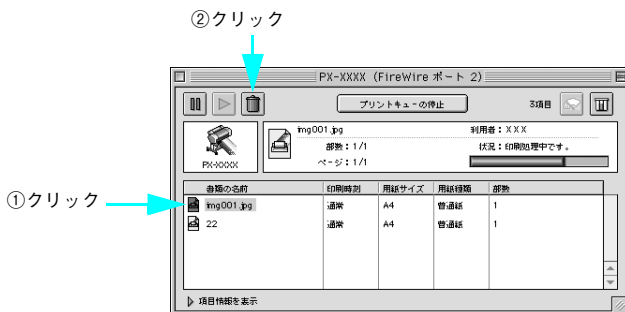 ②クリック
PX-XXXX (FireWire ポート 2)
プリントキューの停止
3項目
img001.jpg
利用者：XXX
部数：1/1
状況：印刷処理中です。
ページ：1/1
PX-XXXX
書類の名前 印刷時刻 用紙サイズ 用紙種類 部数
①クリック
img001.jpg 通常 A4 普通紙 1
22 通常 A4 普通紙 1
項目情報を表示